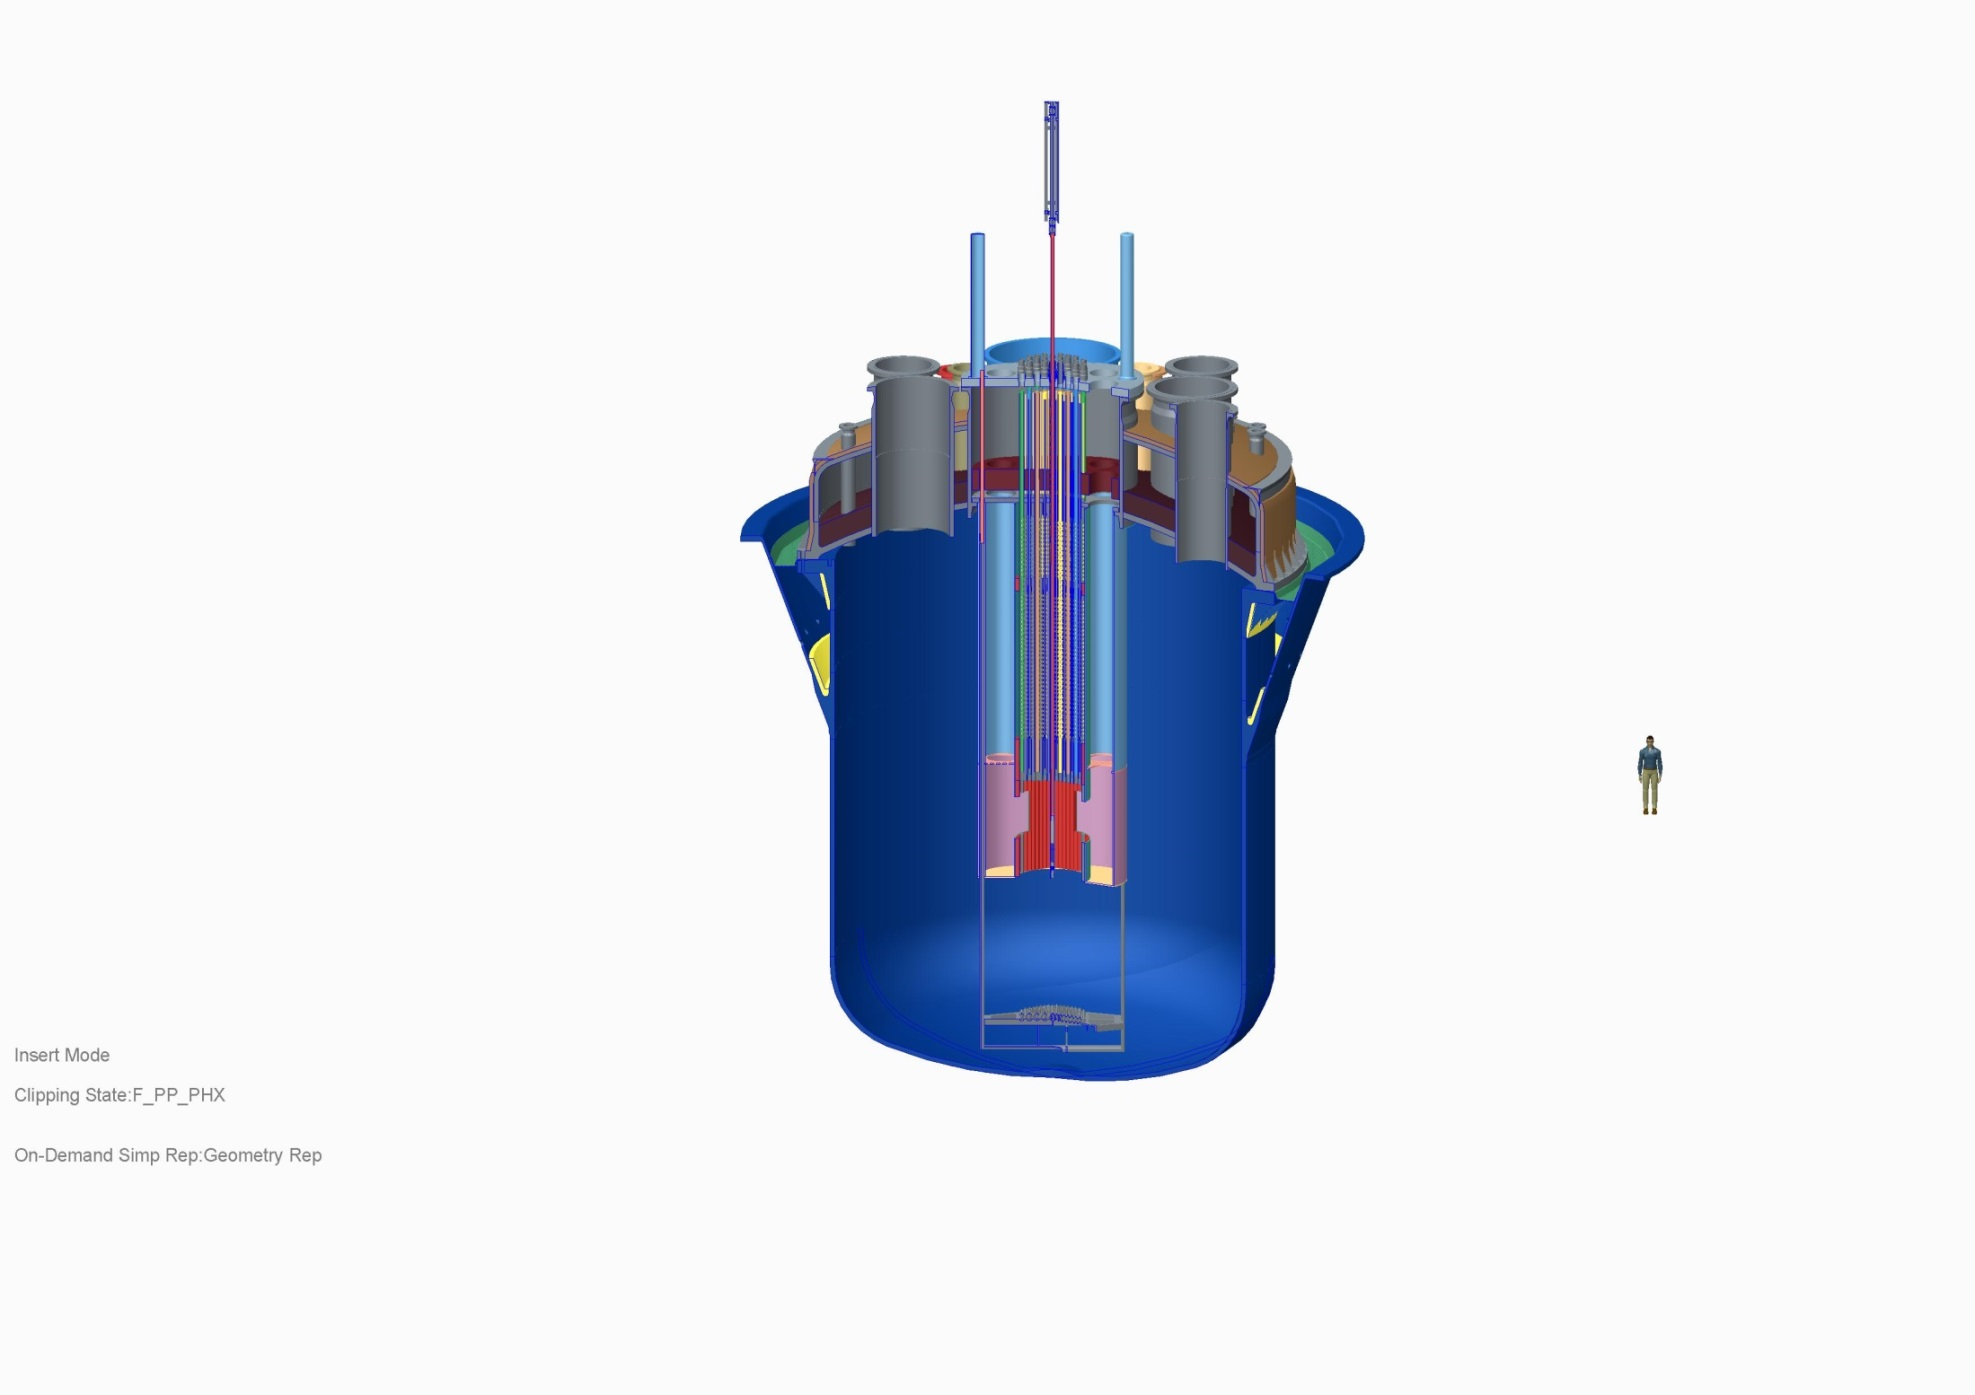 Insert Mode
Clipping State:F_PP_PHX
On-Demand Simp Rep:Geometry Rep